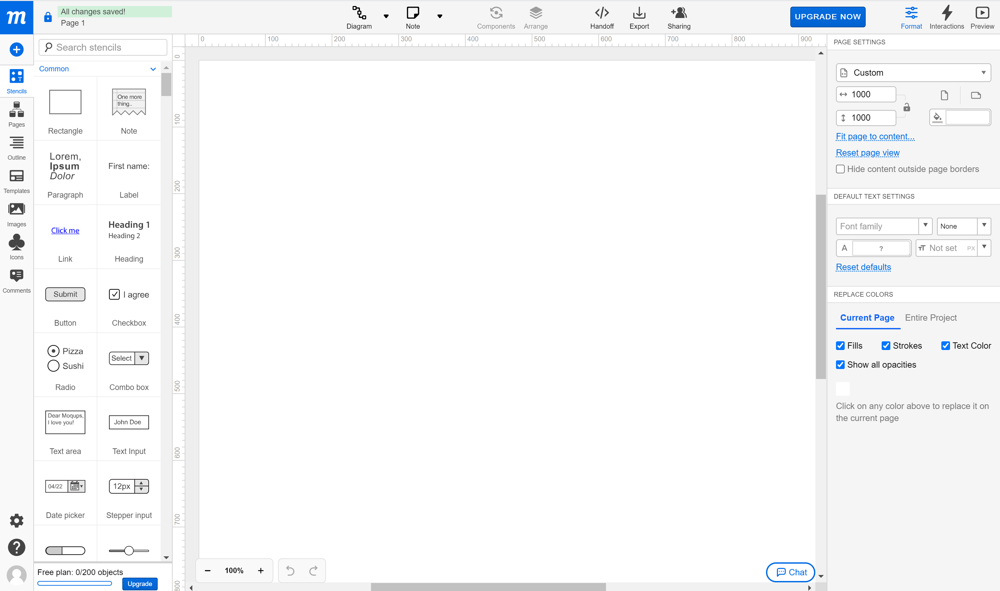 m
All changes saved!
Page 1
Diagram
Note
Components
Arrange
Handoff
Export
Sharing
UPGRADE NOW
Format
Interactions
Preview
Stencils
Pages
Outline
Templates
Images
Icons
Comments
Search stencils
Common
One more
thing..
Rectangle
Note
Lorem,
Ipsum
Dolor
First name:
Paragraph
Label
Click me
Heading 1
Heading 2
Link
Heading
Submit
I agree
Button
Checkbox
Pizza
Sushi
Select
Radio
Combo box
Dear Moqups,
I love you!
John Doe
Text area
Text Input
04/22
12px
Date picker
Stepper input
Free plan: 0/200 objects
Upgrade
0 100 200 300 400 500 600 700 800 900
0
100
200
300
400
500
600
700
800
100%
Chat
PAGE SETTINGS
Custom
1000
1000
Fit page to content...
Reset page view
Hide content outside page borders
DEFAULT TEXT SETTINGS
Font family
None
A ?
TT Not set PX
Reset defaults
REPLACE COLORS
Current Page
Entire Project
Fills
Strokes
Text Color
Show all opacities
Click on any color above to replace it on
the current page